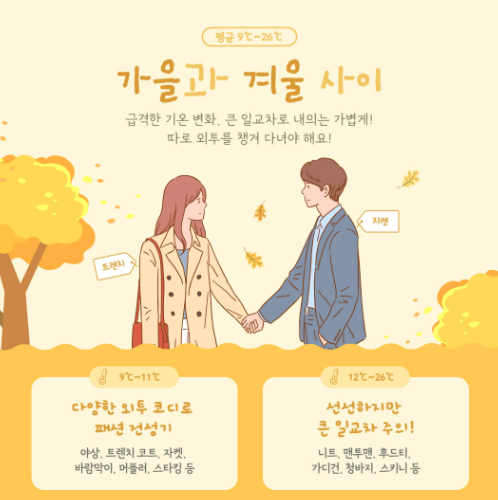 평균 9℃~26℃
가을과 겨울 사이
급격한 기온 변화, 큰 일교차로 내의는 가볍게!
따로 외투를 챙겨 다녀야 해요!
트렌치
자켓
9℃~11℃
다양한 외투 코디로
패션 전성기
야상, 트렌치 코트, 자켓,
바람막이, 머플러, 스타킹 등
12℃~26℃
선선하지만
큰 일교차 주의!
니트, 맨투맨, 후드티,
가디건, 청바지, 스키니 등